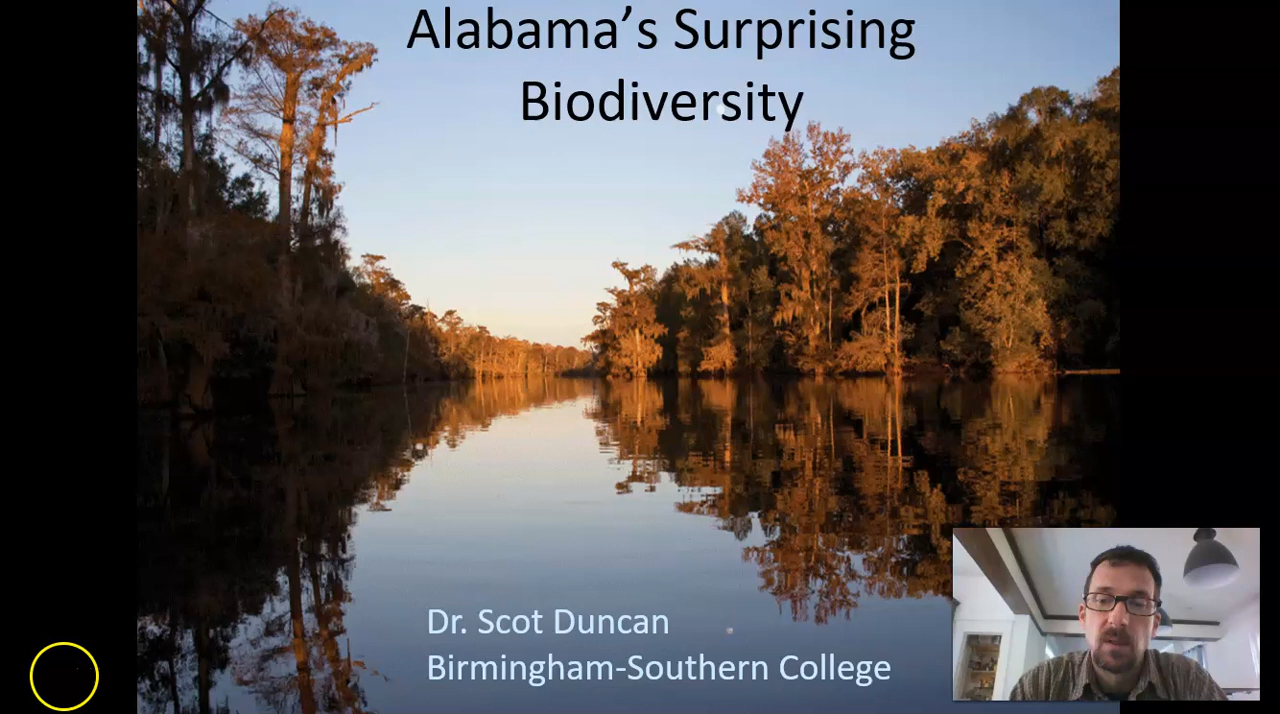 Alabama’s Surprising
Biodiversity
Dr. Scot Duncan
Birmingham-Southern College